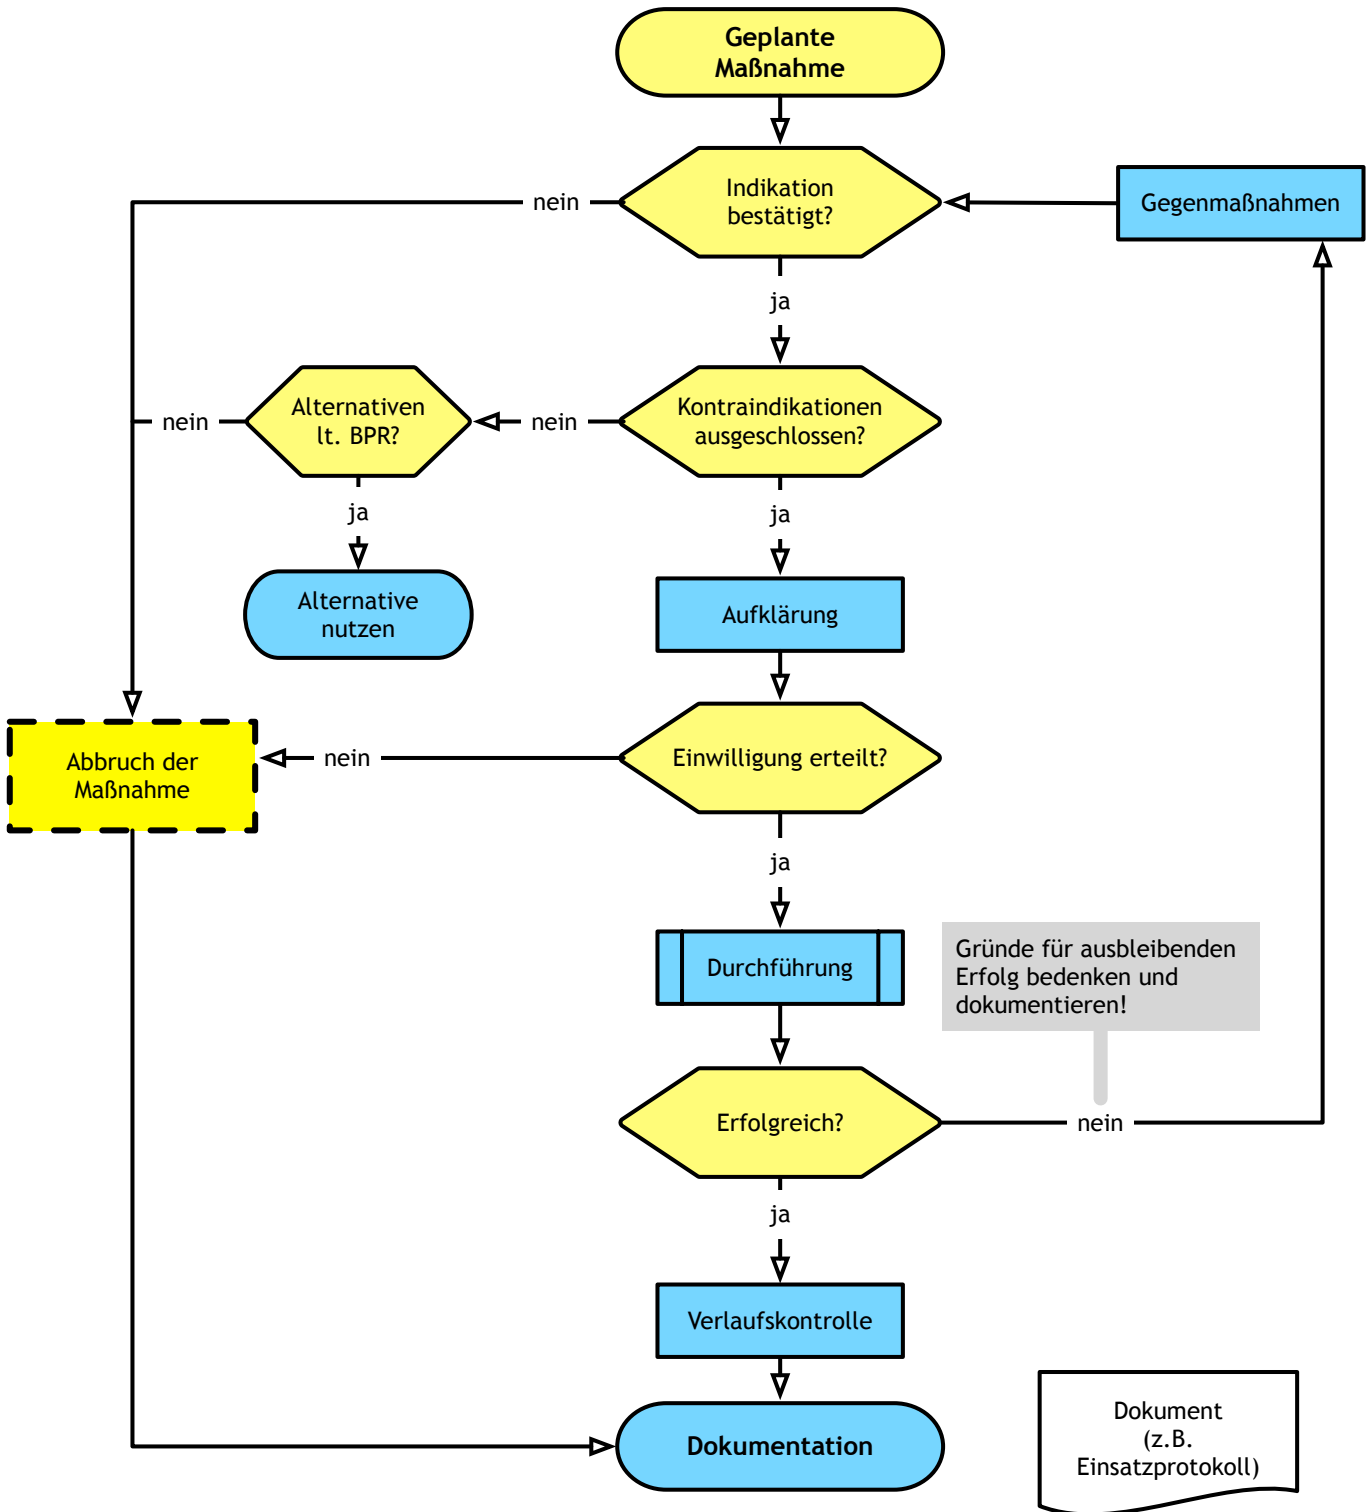 Geplante
Maßnahme
Indikation
bestätigt?
nein
Gegenmaßnahmen
ja
Alternativen
lt. BPR?
nein
nein
Kontraindikationen
ausgeschlossen?
ja
ja
Alternative
nutzen
Aufklärung
Abbruch der
Maßnahme
nein
Einwilligung erteilt?
ja
Durchführung
Gründe für ausbleibenden
Erfolg bedenken und
dokumentieren!
Erfolgreich?
nein
ja
Verlaufskontrolle
Dokumentation
Dokument
(z.B.
Einsatzprotokoll)